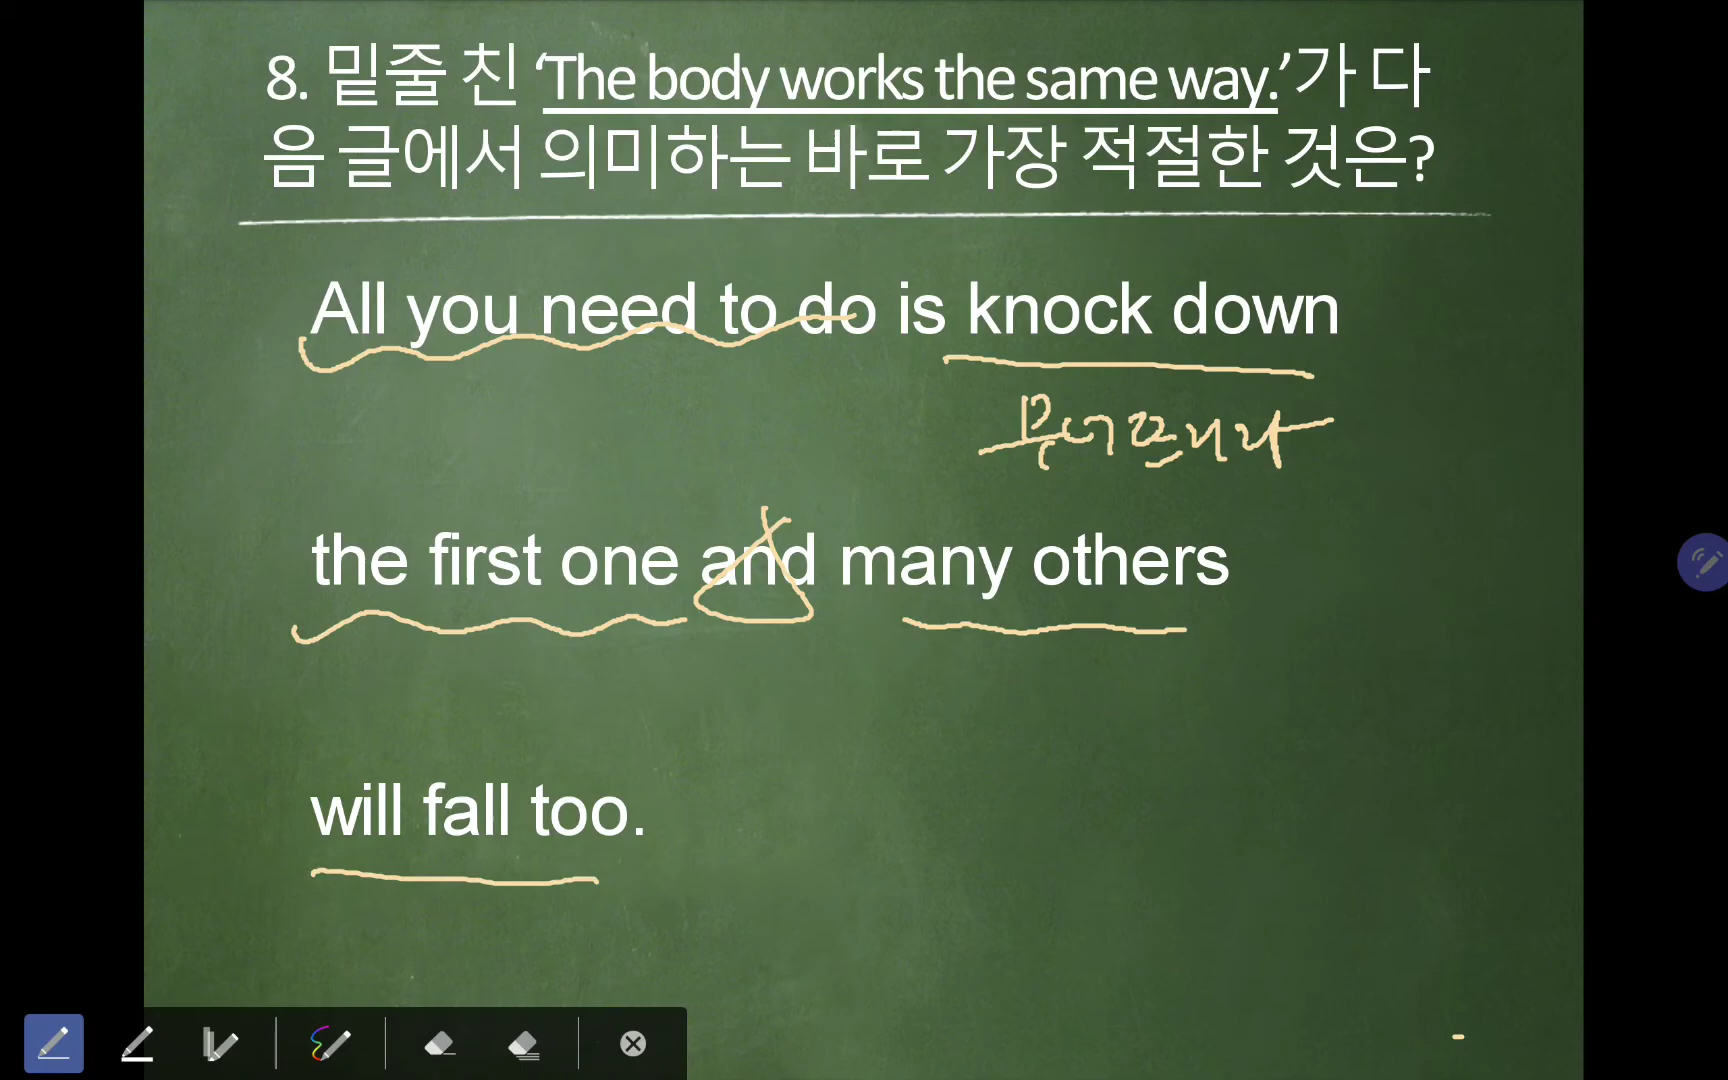 8. 밑줄 친 ‘The body works the same way.’가 다
음 글에서 의미하는 바로 가장 적절한 것은?
All you need to do is knock down
무너뜨리다
the first one and many others
will fall too.